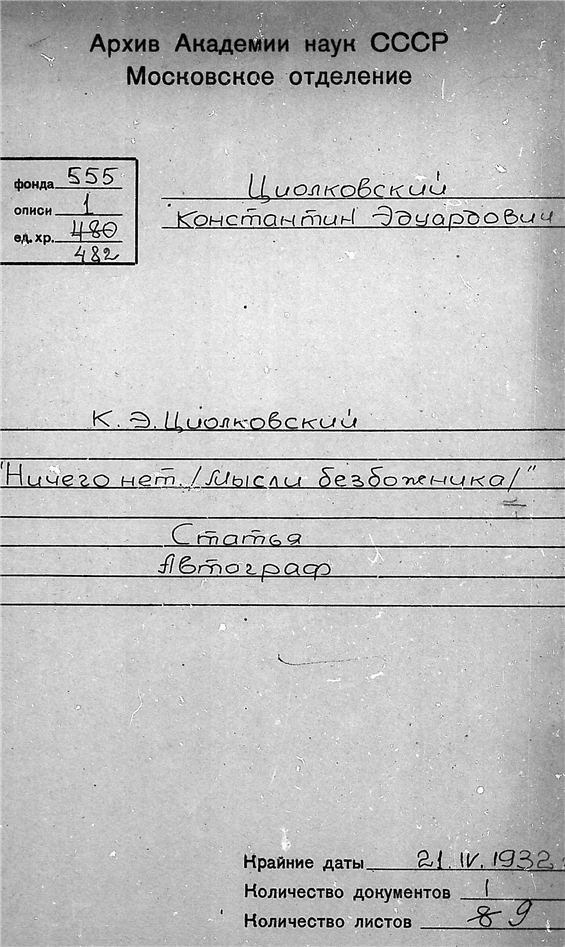 Архив Академии наук СССР
Московское отделение
фонда 555
описи 1
ед. хр. 480
482
Циолковский
Константин Эдуардович
К. Э. Циолковский
"Ничего нет. /Мысли безбожника/"
Статья
Автограф
Крайние даты 21. IV. 1932
Количество документов 1
Количество листов 8 9